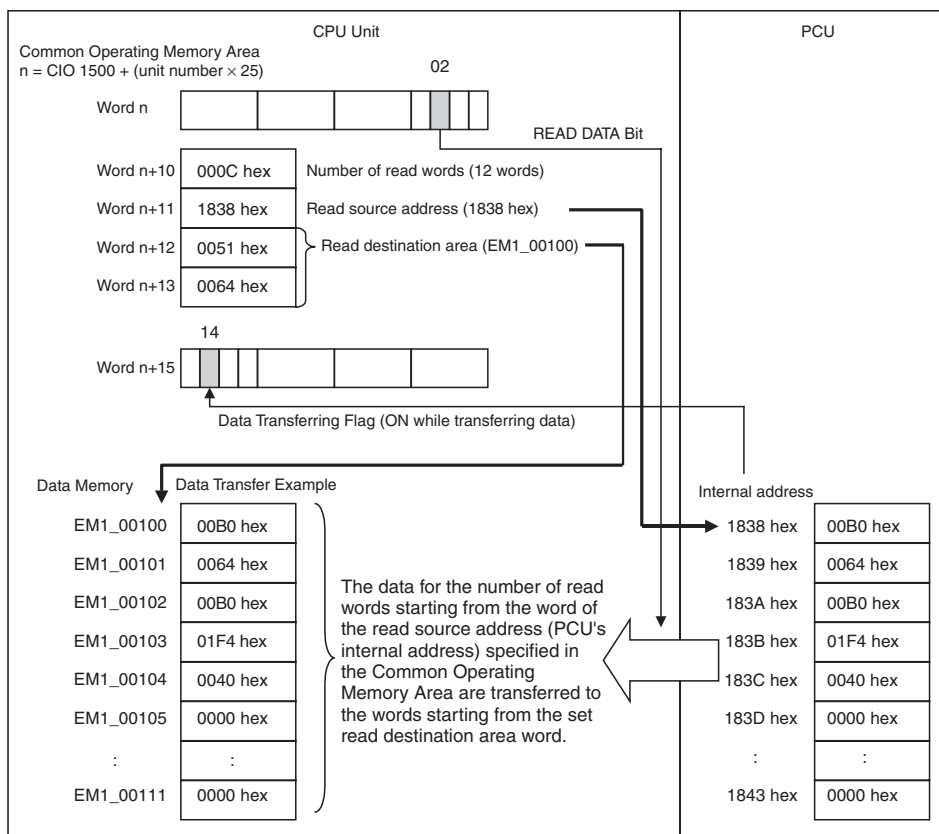 CPU Unit
PCU
Common Operating Memory Area
n = CIO 1500 + (unit number × 25)
02
Word n
READ DATA Bit
Word n+10 000C hex Number of read words (12 words)
Word n+11 1838 hex Read source address (1838 hex)
Word n+12 0051 hex Read destination area (EM1_00100)
Word n+13 0064 hex
14
Word n+15
Data Transferring Flag (ON while transferring data)
Data Memory Data Transfer Example
Internal address
EM1_00100 00B0 hex
EM1_00101 0064 hex
EM1_00102 00B0 hex
EM1_00103 01F4 hex
EM1_00104 0040 hex
EM1_00105 0000 hex
: :
EM1_00111 0000 hex
The data for the number of read
words starting from the word of
the read source address (PCU's
internal address) specified in
the Common Operating
Memory Area are transferred to
the words starting from the set
read destination area word.
1838 hex 00B0 hex
1839 hex 0064 hex
183A hex 00B0 hex
183B hex 01F4 hex
183C hex 0040 hex
183D hex 0000 hex
: :
1843 hex 0000 hex